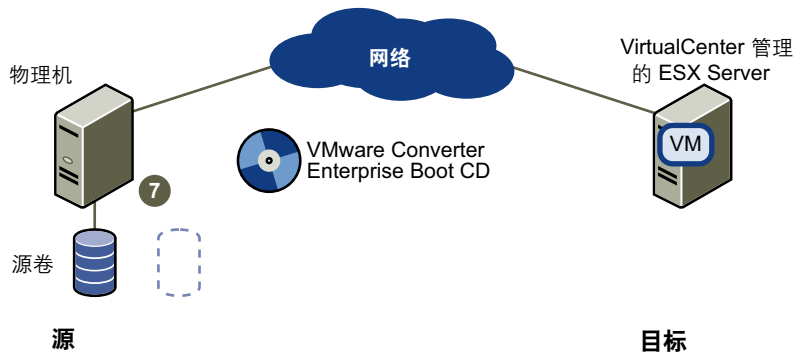 网络
VirtualCenter 管理
的 ESX Server
物理机
VM
VMware Converter
Enterprise Boot CD
7
源卷
源
目标